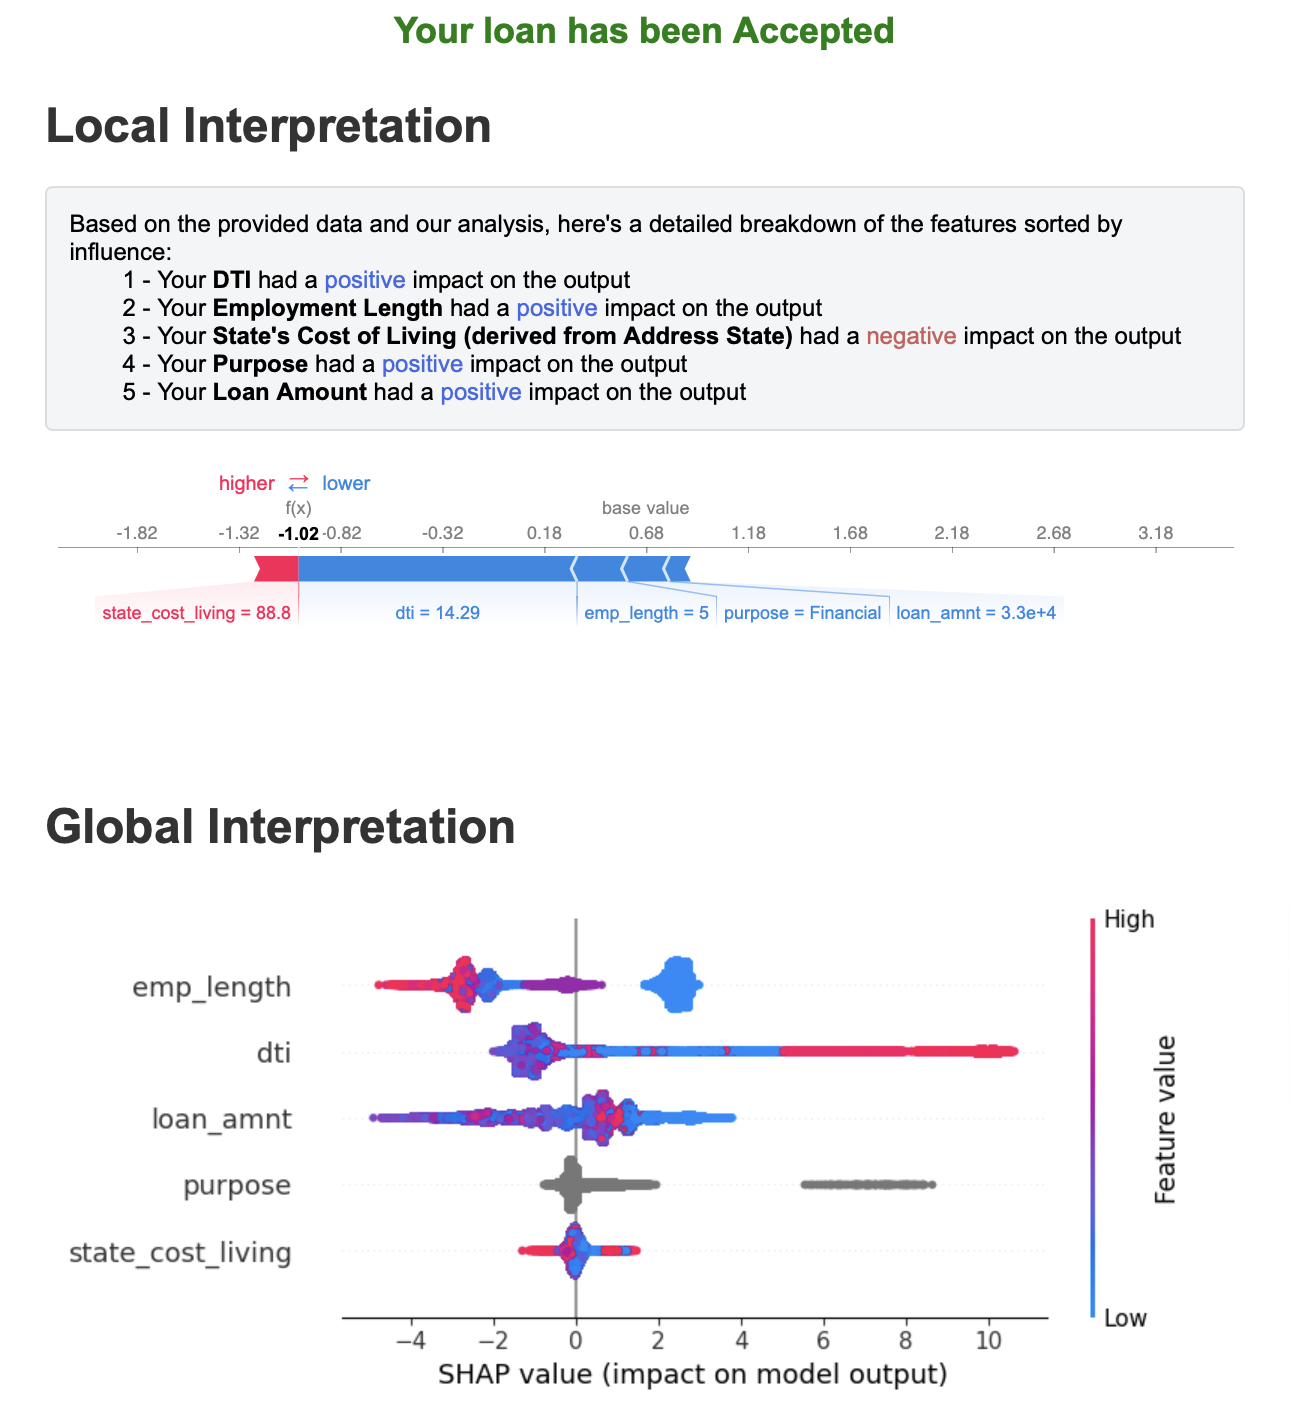 Your loan has been Accepted
Local Interpretation
Based on the provided data and our analysis, here's a detailed breakdown of the features sorted by
influence:
1 - Your DTI had a positive impact on the output
2 - Your Employment Length had a positive impact on the output
3 - Your State's Cost of Living (derived from Address State) had a negative impact on the output
4 - Your Purpose had a positive impact on the output
5 - Your Loan Amount had a positive impact on the output
higher ⇄ lower
f(x) base value
-1.82 -1.32 -1.02 -0.82 -0.32 0.18 0.68 1.18 1.68 2.18 2.68 3.18
state_cost_living = 88.8 dti = 14.29 emp_length = 5 purpose = Financial loan_amnt = 3.3e+4
Global Interpretation
High
emp_length
dti
loan_amnt
purpose
state_cost_living
Feature value
Low
−4 −2 0 2 4 6 8 10
SHAP value (impact on model output)